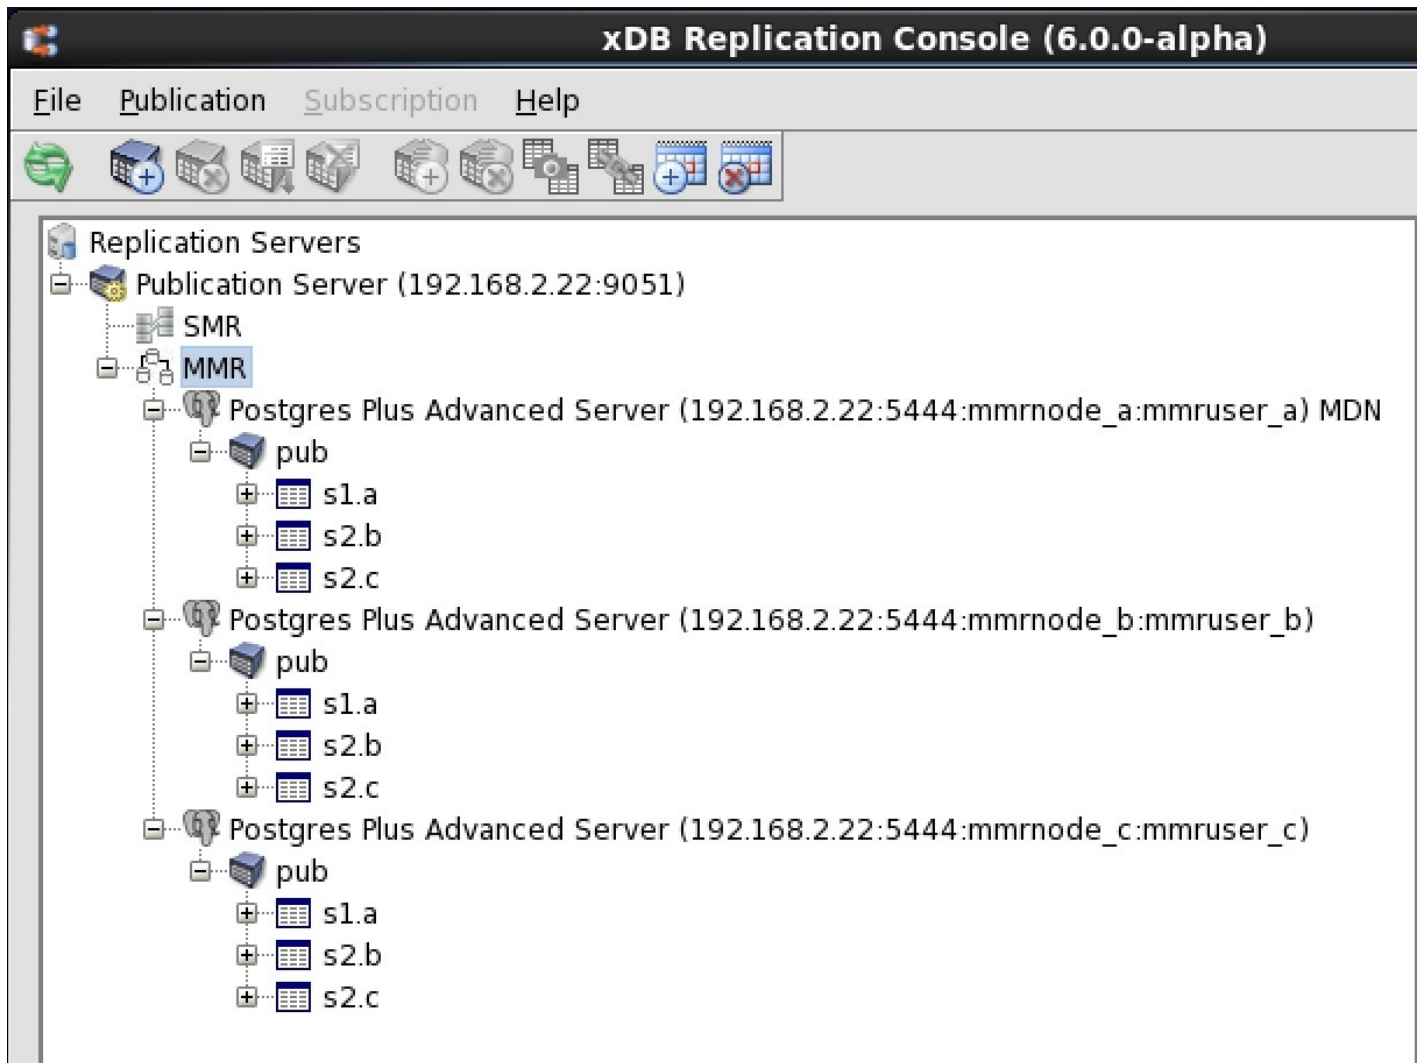 xDB Replication Console (6.0.0-alpha)
File Publication Subscription Help
Replication Servers
Publication Server (192.168.2.22:9051)
SMR
MMR
Postgres Plus Advanced Server (192.168.2.22:5444:mmrnode_a:mmruser_a) MDN
pub
s1.a
s2.b
s2.c
Postgres Plus Advanced Server (192.168.2.22:5444:mmrnode_b:mmruser_b)
pub
s1.a
s2.b
s2.c
Postgres Plus Advanced Server (192.168.2.22:5444:mmrnode_c:mmruser_c)
pub
s1.a
s2.b
s2.c